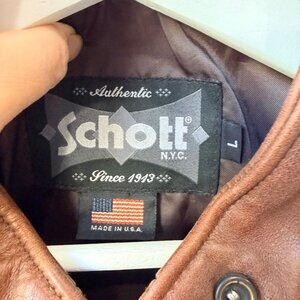 Authentic
Schott®
N.Y.C.
L
Since 1913
MADE IN U.S.A.